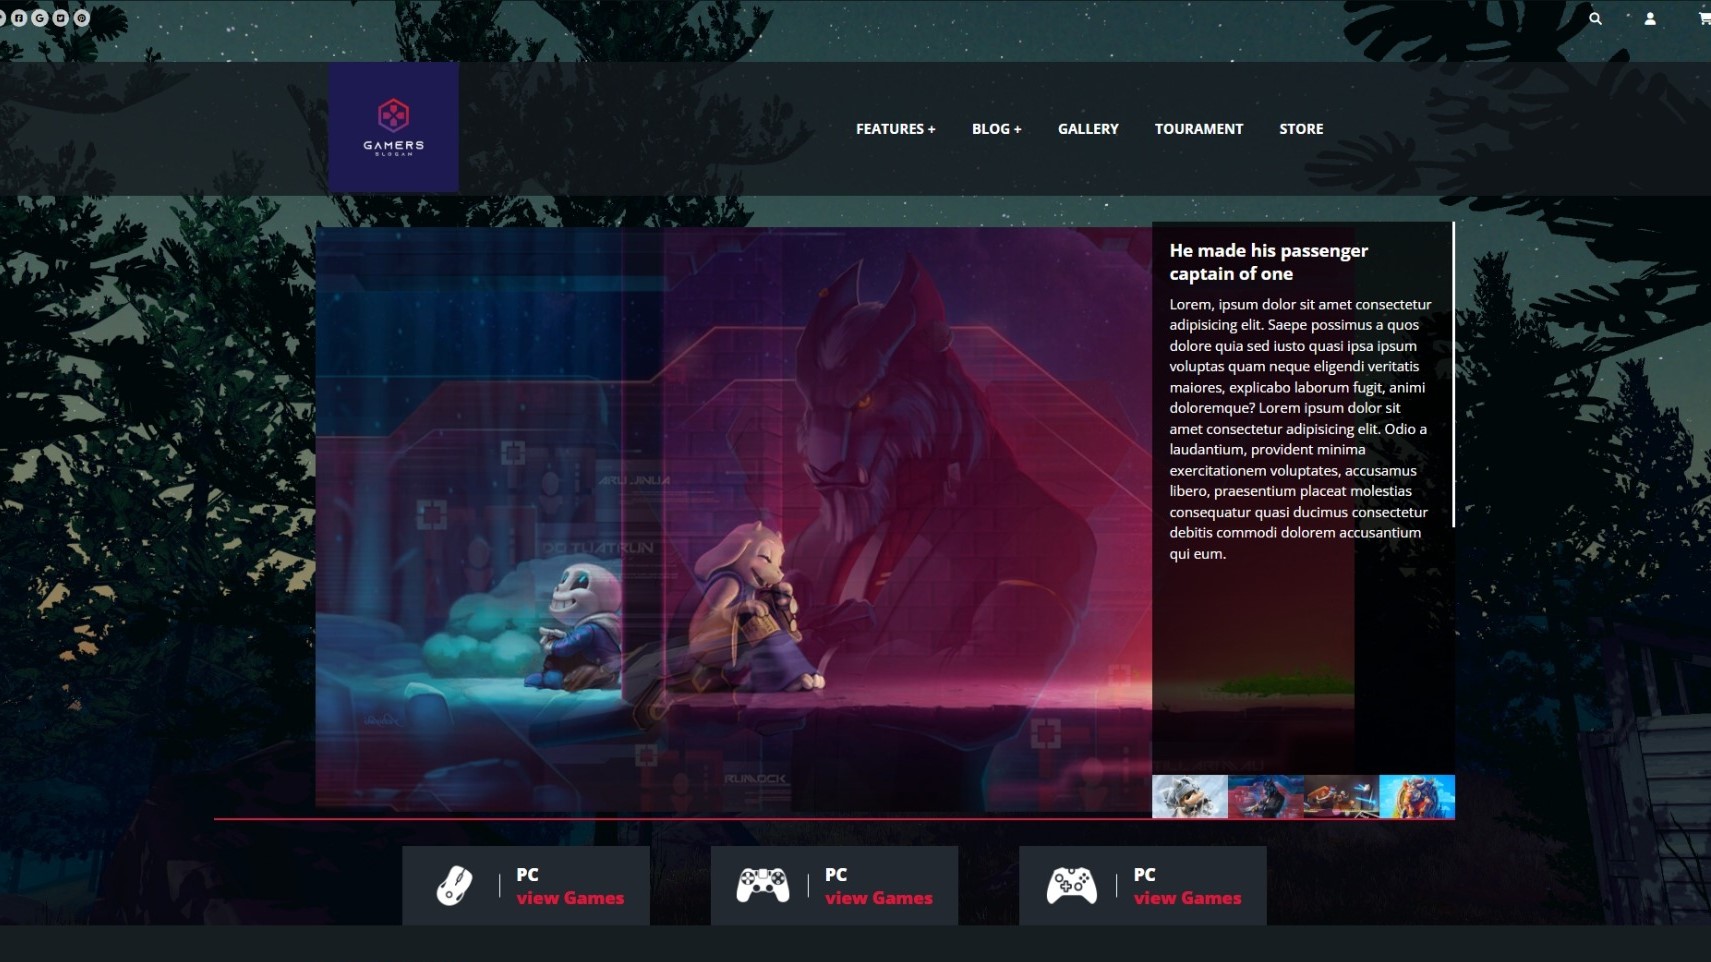 GAMERS
SLOGAM
FEATURES +
BLOG +
GALLERY
TOURAMENT
STORE
He made his passenger
captain of one
Lorem, ipsum dolor sit amet consectetur
adipisicing elit. Saepe possimus a quos
dolore quia sed iusto quasi ipsa ipsum
voluptas quam neque eligendi veritatis
maiores, explicabo laborum fugit, animi
doloremque? Lorem ipsum dolor sit
amet consectetur adipisicing elit. Odio a
laudantium, provident minima
exercitationem voluptates, accusamus
libero, praesentium placeat molestias
consequatur quasi ducimus consectetur
debitis commodi dolorem accusantium
qui eum.
PC
view Games
PC
view Games
PC
view Games